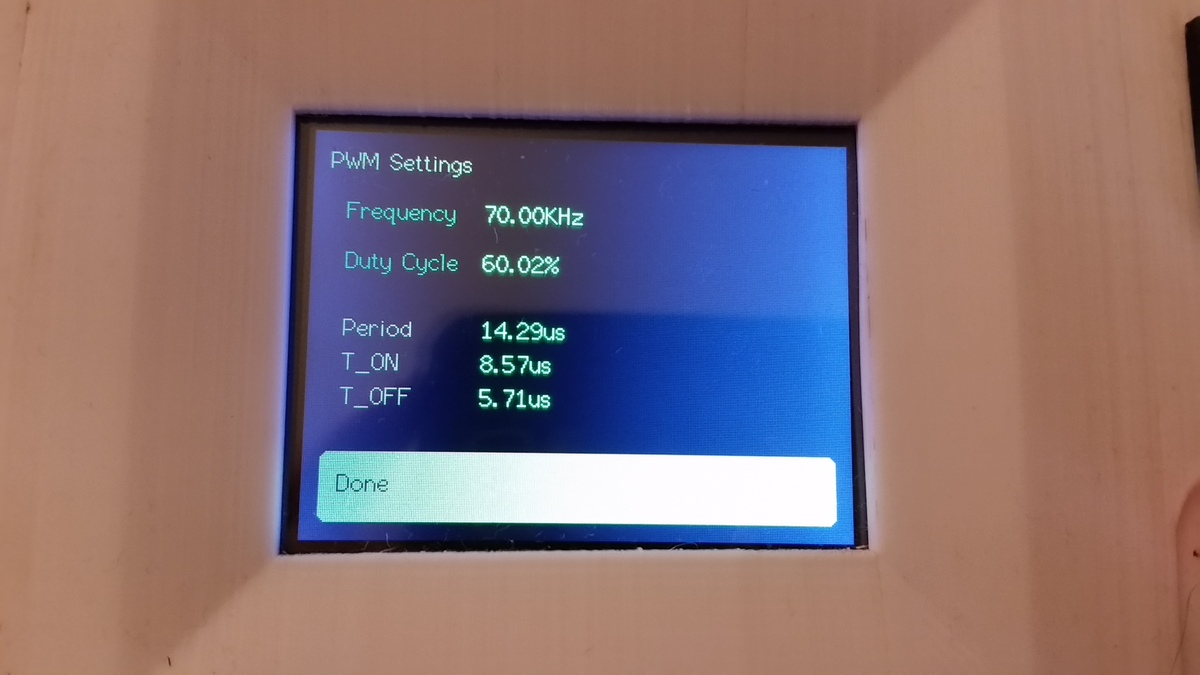 PWM Settings
Frequency 70.00KHz
Duty Cycle 60.02%
Period 14.29us
T_ON 8.57us
T_OFF 5.71us
Done